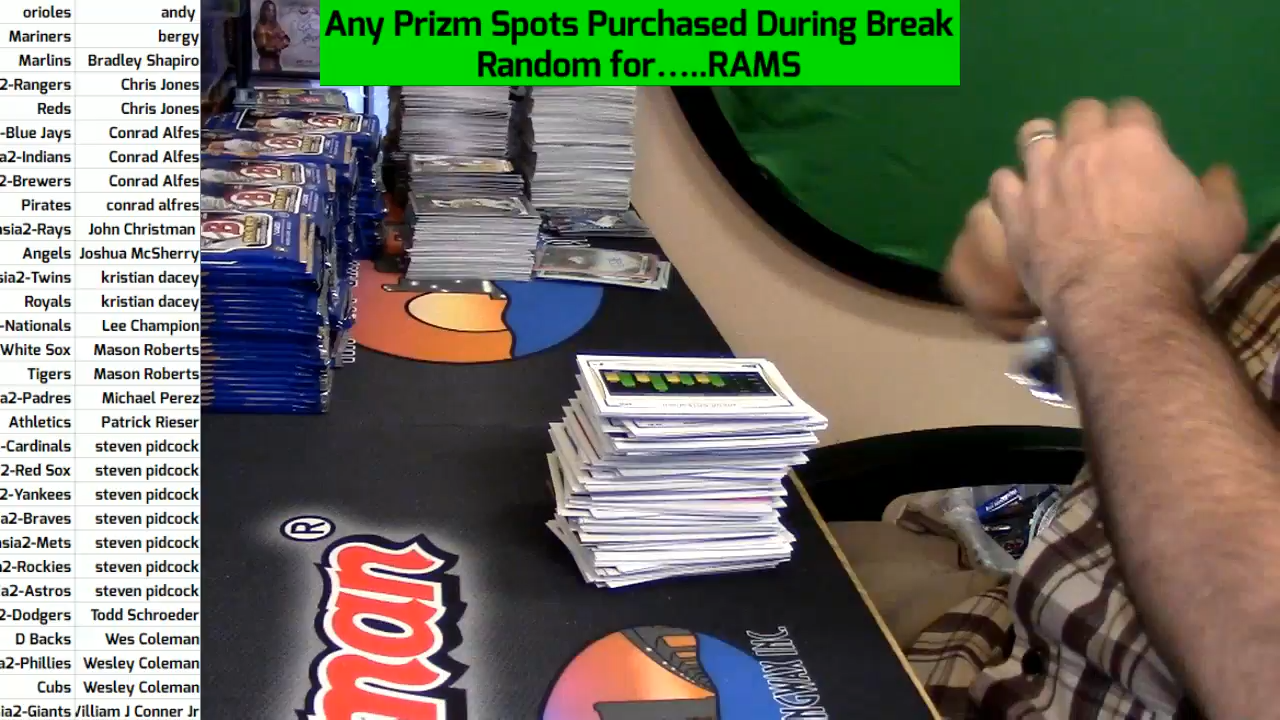 Any Prizm Spots Purchased During Break
Random for…..RAMS
orioles andy
Mariners bergy
Marlins Bradley Shapiro
2-Rangers Chris Jones
Reds Chris Jones
-Blue Jays Conrad Alfes
a2-Indians Conrad Alfes
2-Brewers Conrad Alfes
Pirates conrad alfres
asia2-Rays John Christman
Angels Joshua McSherry
sia2-Twins kristian dacey
Royals kristian dacey
-Nationals Lee Champion
White Sox Mason Roberts
Tigers Mason Roberts
a2-Padres Michael Perez
Athletics Patrick Rieser
-Cardinals steven pidcock
2-Red Sox steven pidcock
2-Yankees steven pidcock
a2-Braves steven pidcock
sia2-Mets steven pidcock
2-Rockies steven pidcock
a2-Astros steven pidcock
2-Dodgers Todd Schroeder
D Backs Wes Coleman
a2-Phillies Wesley Coleman
Cubs Wesley Coleman
sia2-Giants William J Conner Jr
®
man
NGWAX INC